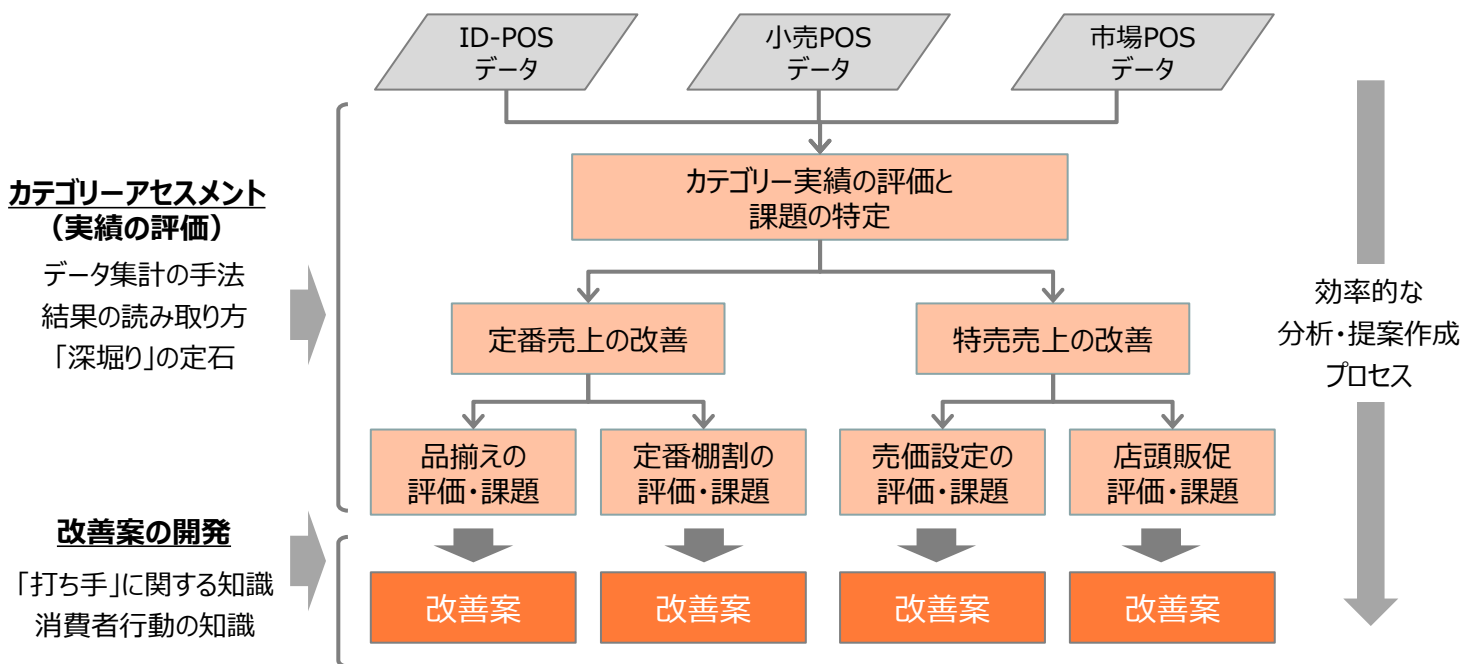 ID-POS
データ
小売POS
データ
市場POS
データ
カテゴリー実績の評価と
課題の特定
カテゴリーアセスメント
（実績の評価）
データ集計の手法
結果の読み取り方
「深堀り」の定石
定番売上の改善
特売売上の改善
効率的な
分析・提案作成
プロセス
品揃えの
評価・課題
定番棚割の
評価・課題
売価設定の
評価・課題
店頭販促
評価・課題
改善案の開発
「打ち手」に関する知識
消費者行動の知識
改善案
改善案
改善案
改善案